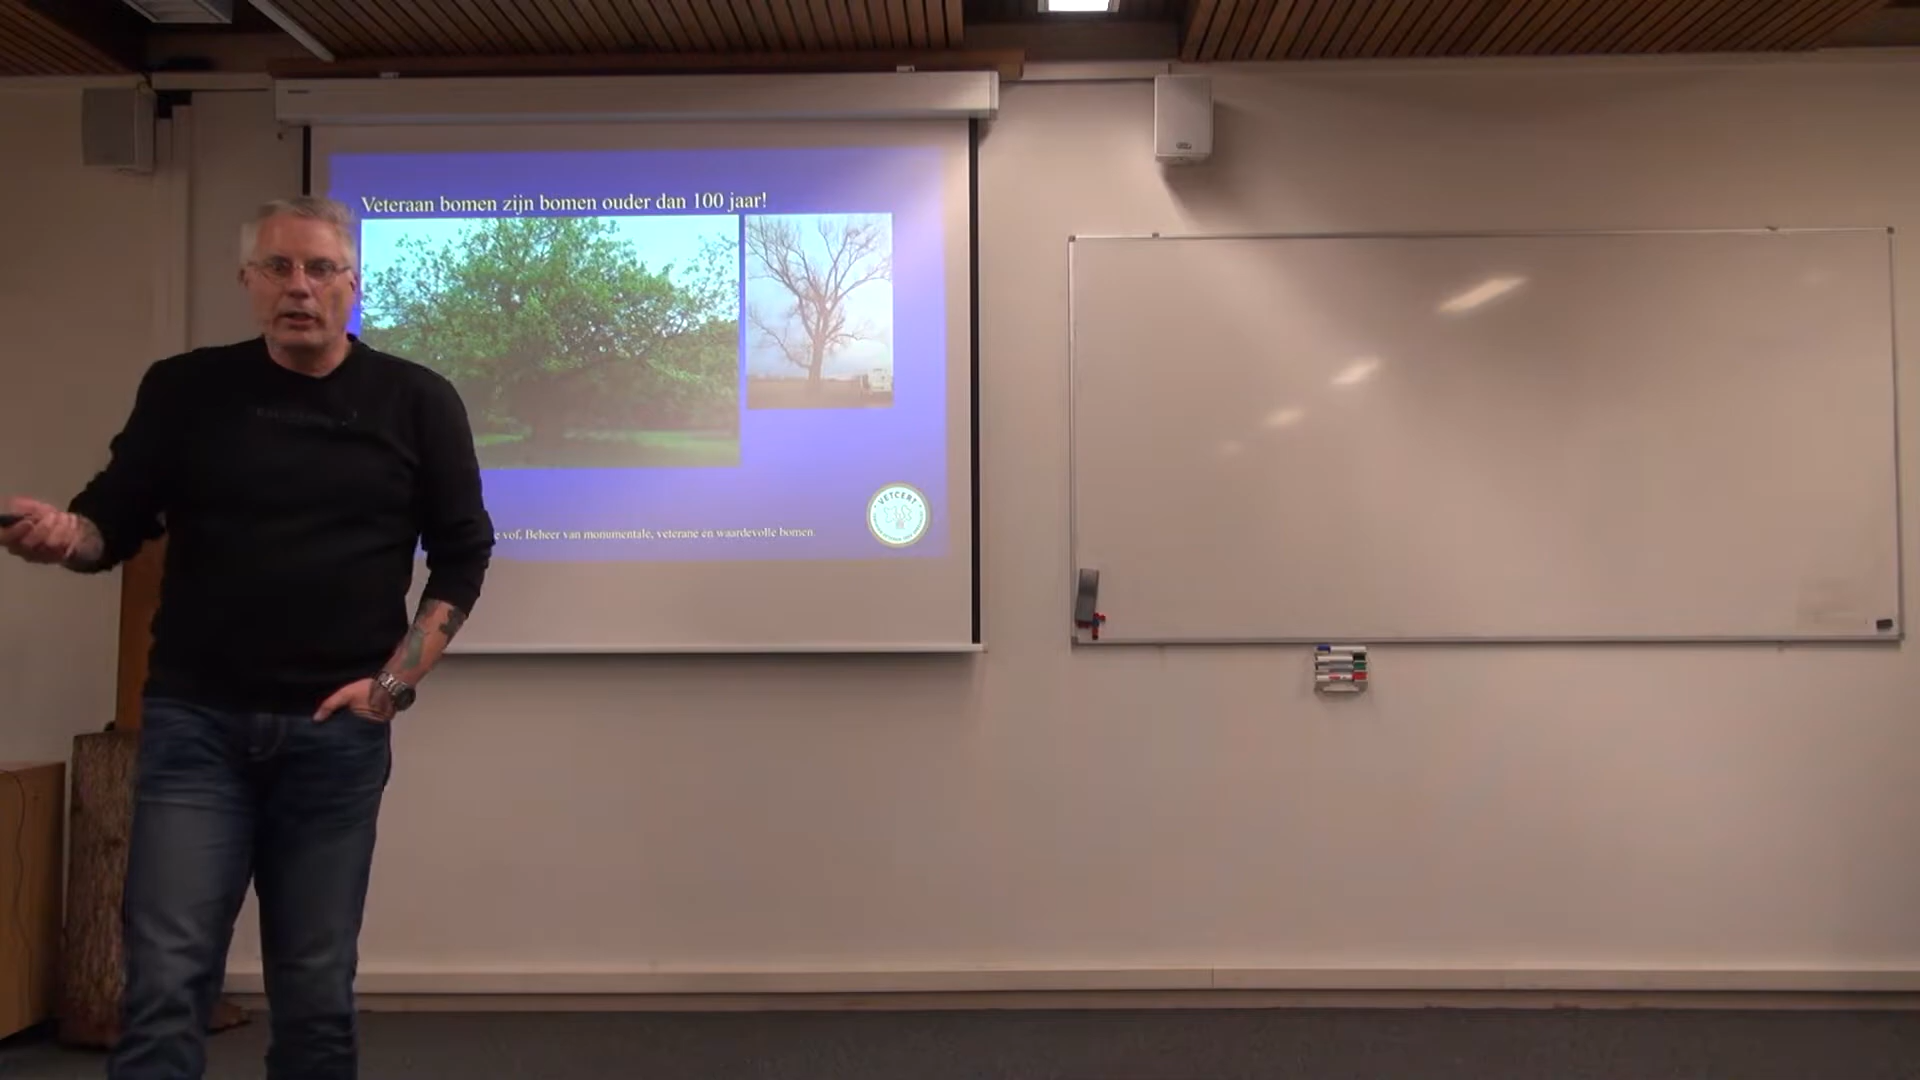 Veteraan bomen zijn bomen ouder dan 100 jaar!
e vof, Beheer van monumentale, veterane en waardevolle bomen.
VETCERT